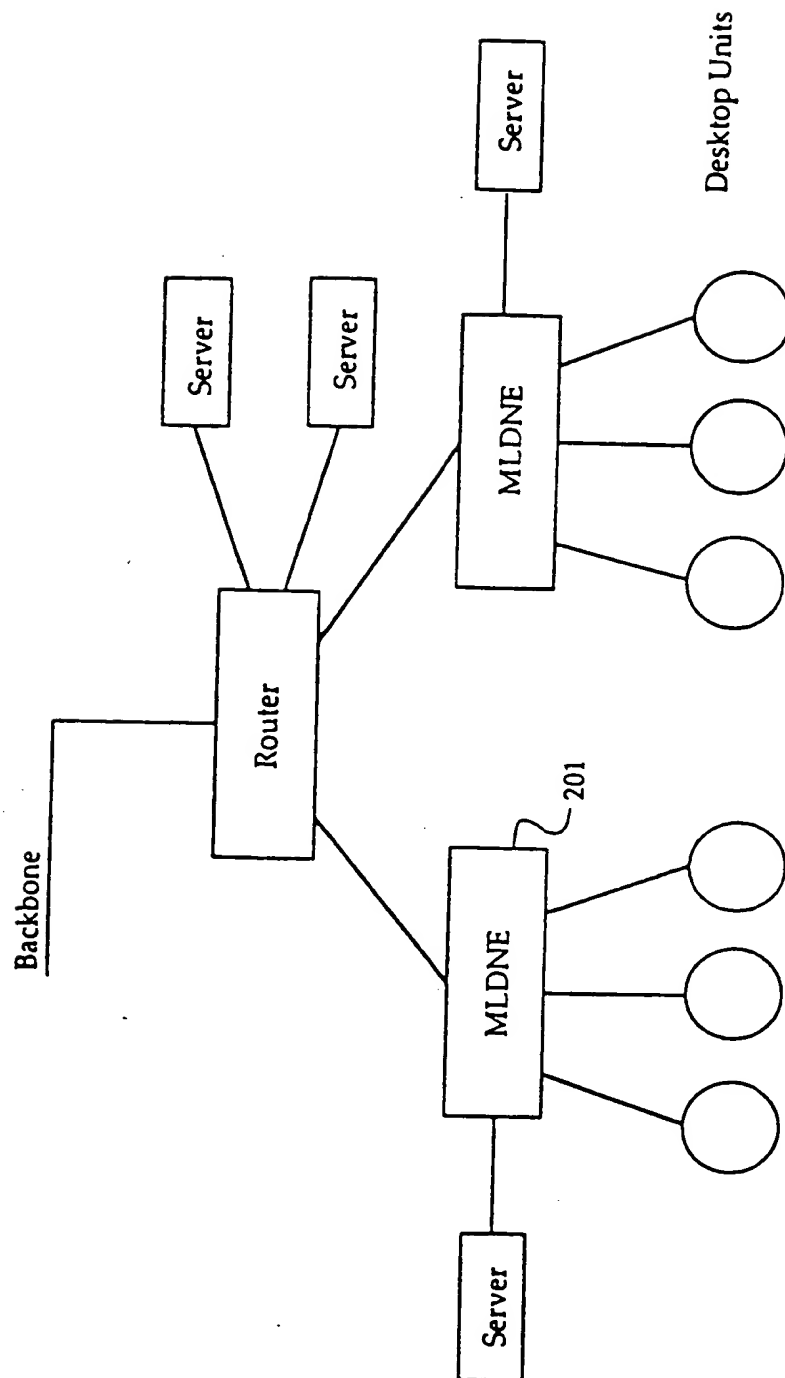 Backbone
Router
Server
Server
MLDNE
201
MLDNE
Server
Server
Desktop Units